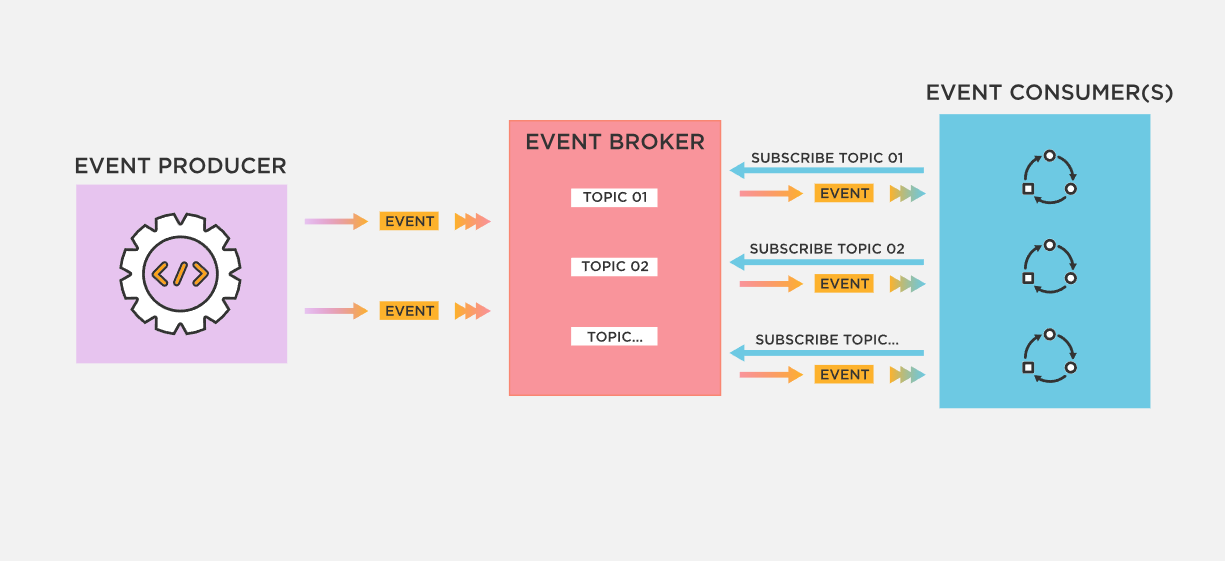 EVENT PRODUCER
EVENT
EVENT
EVENT BROKER
TOPIC 01
TOPIC 02
TOPIC...
SUBSCRIBE TOPIC 01
EVENT
SUBSCRIBE TOPIC 02
EVENT
SUBSCRIBE TOPIC...
EVENT
EVENT CONSUMER(S)